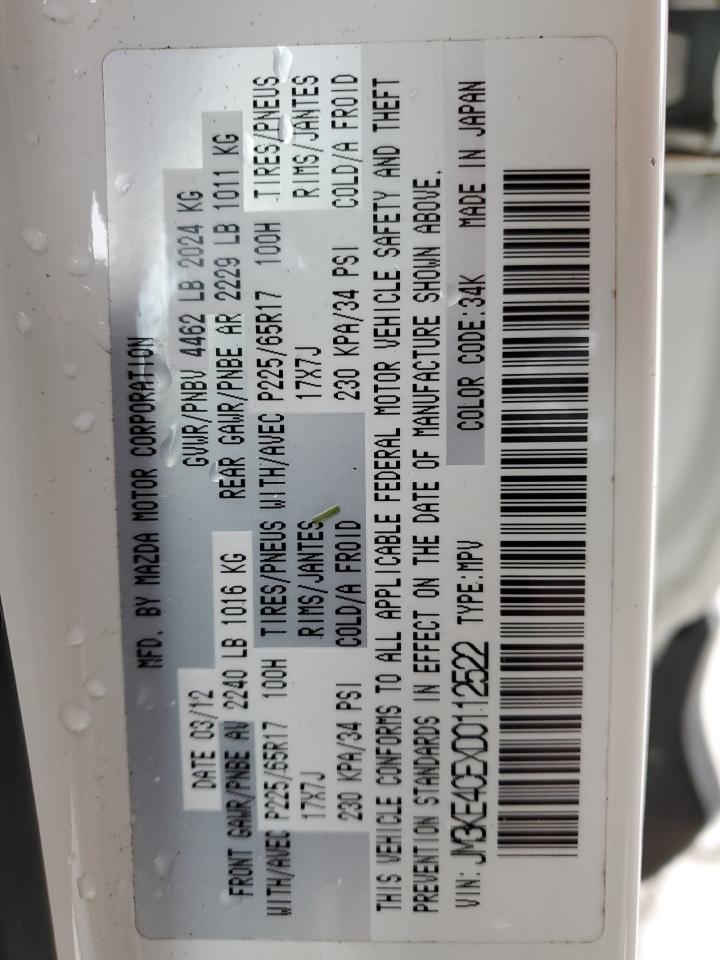 MFD. BY MAZDA MOTOR CORPORATION
DATE 03/12 GVWR/PNBV 4462 LB 2024 KG
FRONT GAWR/PNBE AV 2240 LB 1016 KG REAR GAWR/PNBE AR 2229 LB 1011 KG
WITH/AVEC P225/65R17 100H TIRES/PNEUS WITH/AVEC P225/65R17 100H TIRES/PNEUS
17X7J RIMS/JANTES 17X7J RIMS/JANTES
230 KPA/34 PSI COLD/A FROID 230 KPA/34 PSI COLD/A FROID
THIS VEHICLE CONFORMS TO ALL APPLICABLE FEDERAL MOTOR VEHICLE SAFETY AND THEFT
PREVENTION STANDARDS IN EFFECT ON THE DATE OF MANUFACTURE SHOWN ABOVE.
VIN: JM3KE4CEXD0112522 TYPE:MPV COLOR CODE:34K MADE IN JAPAN